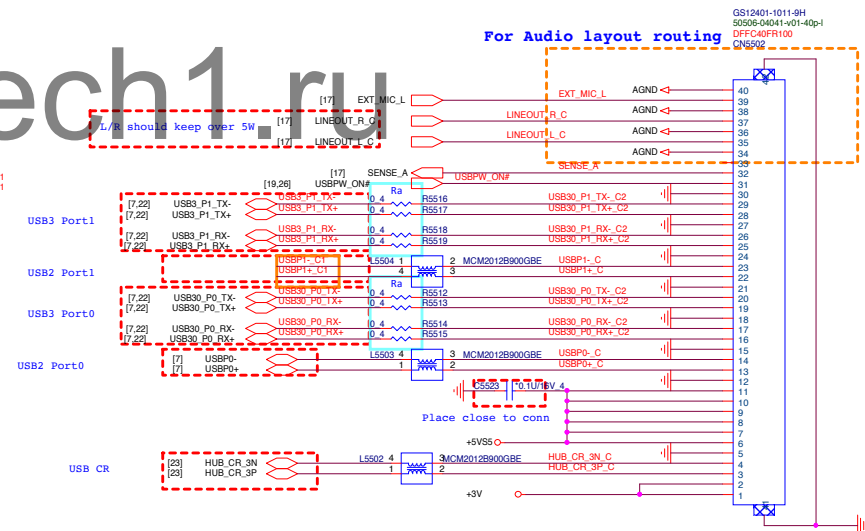 GS12401-1011-9H
50506-04041-v01-40p-l
DFFC40FR100
CN5502
For Audio layout routing
ech1.ru
L/R should keep over 5W
[17] EXT_MIC_L
EXT_MIC_L
[17] LINEOUT_R_C
LINEOUT_R_C
[17] LINEOUT_L_C
LINEOUT_L_C
AGND
AGND
AGND
AGND
[17] SENSE_A
SENSE_A
[19,26] USBPW_ON#
USBPW_ON#
Ra
USB3 Port1
[7,22] USB3_P1_TX- USB3_P1_TX- 0_4 R5516 USB30_P1_TX-_C2
[7,22] USB3_P1_TX+ USB3_P1_TX+ 0_4 R5517 USB30_P1_TX+_C2
[7,22] USB3_P1_RX- USB3_P1_RX- 0_4 R5518 USB30_P1_RX-_C2
[7,22] USB3_P1_RX+ USB3_P1_RX+ 0_4 R5519 USB30_P1_RX+_C2
USB2 Port1
USBP1-_C1 L5504 1 2 MCM2012B900GBE USBP1-_C
USBP1+_C1 4 3 USBP1+_C
Ra
USB3 Port0
[7,22] USB30_P0_TX- USB30_P0_TX- 0_4 R5512 USB30_P0_TX-_C2
[7,22] USB30_P0_TX+ USB30_P0_TX+ 0_4 R5513 USB30_P0_TX+_C2
[7,22] USB30_P0_RX- USB30_P0_RX- 0_4 R5514 USB30_P0_RX-_C2
[7,22] USB30_P0_RX+ USB30_P0_RX+ 0_4 R5515 USB30_P0_RX+_C2
USB2 Port0
[7] USBP0- L5503 4 3 MCM2012B900GBE USBP0-_C
[7] USBP0+ 1 2 USBP0+_C
C5523 *0.1U/16V_4
Place close to conn
+5VS5
USB CR
[23] HUB_CR_3N L5502 4 3 MCM2012B900GBE HUB_CR_3N_C
[23] HUB_CR_3P 1 2 HUB_CR_3P_C
+3V
40
39
38
37
36
35
34
33
32
31
30
29
28
27
26
25
24
23
22
21
20
19
18
17
16
15
14
13
12
11
10
9
8
7
6
5
4
3
2
1